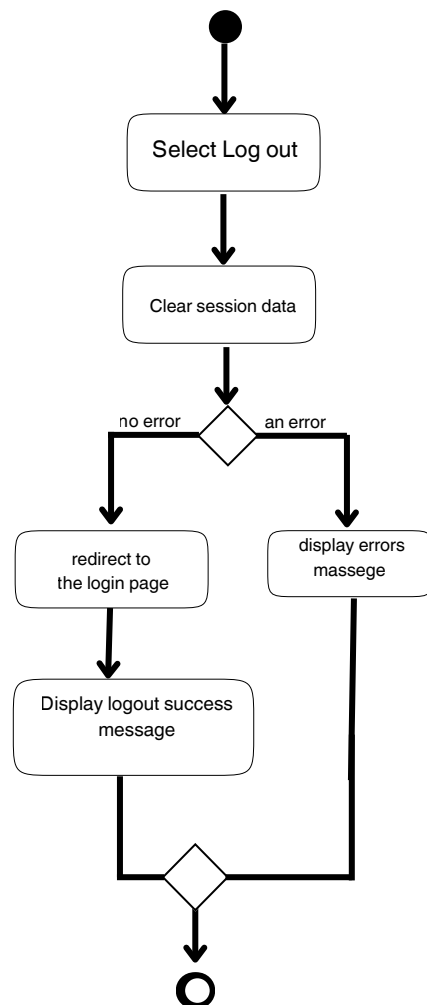 Select Log out
Clear session data
no error
an error
redirect to
the login page
display errors
massege
Display logout success
message